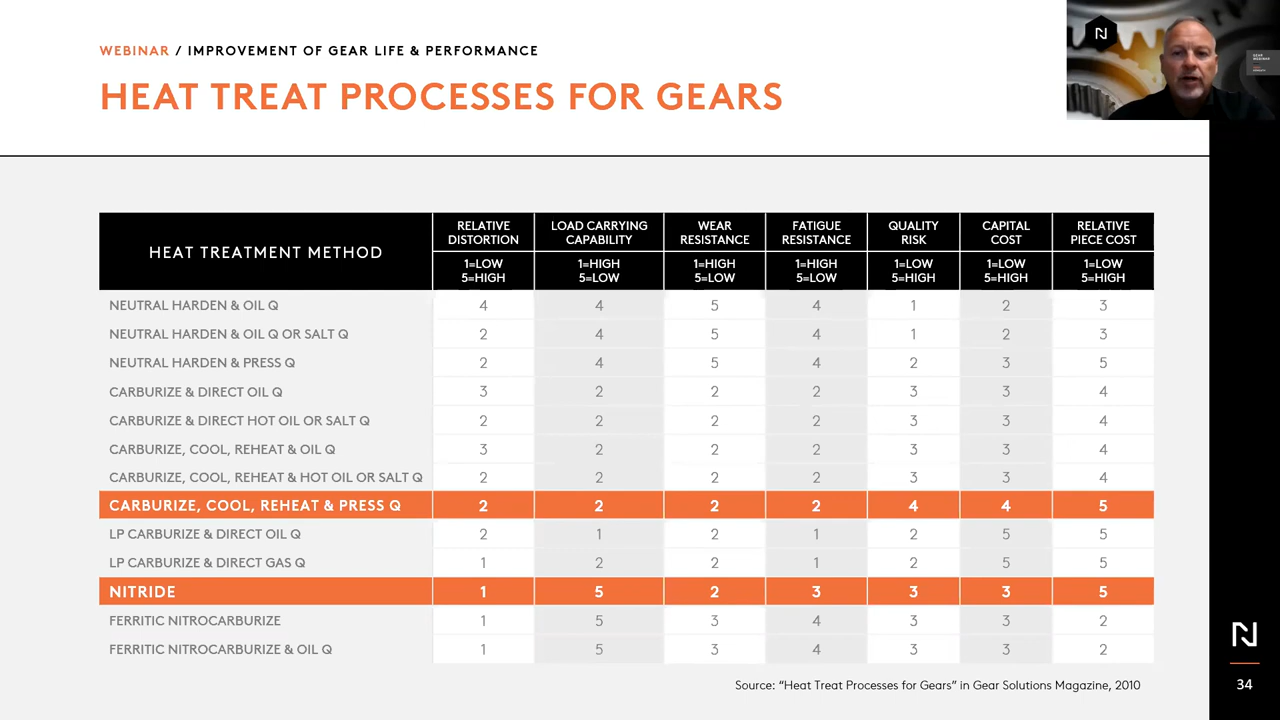 WEBINAR / IMPROVEMENT OF GEAR LIFE & PERFORMANCE
HEAT TREAT PROCESSES FOR GEARS
HEAT TREATMENT METHOD
RELATIVE DISTORTION LOAD CARRYING CAPABILITY WEAR RESISTANCE FATIGUE RESISTANCE QUALITY RISK CAPITAL COST RELATIVE PIECE COST
1=LOW 5=HIGH 1=HIGH 5=LOW 1=HIGH 5=LOW 1=HIGH 5=LOW 1=LOW 5=HIGH 1=LOW 5=HIGH 1=LOW 5=HIGH
NEUTRAL HARDEN & OIL Q 4 4 5 4 1 2 3
NEUTRAL HARDEN & OIL Q OR SALT Q 2 4 5 4 1 2 3
NEUTRAL HARDEN & PRESS Q 2 4 5 4 2 3 5
CARBURIZE & DIRECT OIL Q 3 2 2 2 3 3 4
CARBURIZE & DIRECT HOT OIL OR SALT Q 2 2 2 2 3 3 4
CARBURIZE, COOL, REHEAT & OIL Q 3 2 2 2 3 3 4
CARBURIZE, COOL, REHEAT & HOT OIL OR SALT Q 2 2 2 2 3 3 4
CARBURIZE, COOL, REHEAT & PRESS Q 2 2 2 2 4 4 5
LP CARBURIZE & DIRECT OIL Q 2 1 2 1 2 5 5
LP CARBURIZE & DIRECT GAS Q 1 2 2 1 2 5 5
NITRIDE 1 5 2 3 3 3 5
FERRITIC NITROCARBURIZE 1 5 3 4 3 3 2
FERRITIC NITROCARBURIZE & OIL Q 1 5 3 4 3 3 2
Source: “Heat Treat Processes for Gears” in Gear Solutions Magazine, 2010
N
34